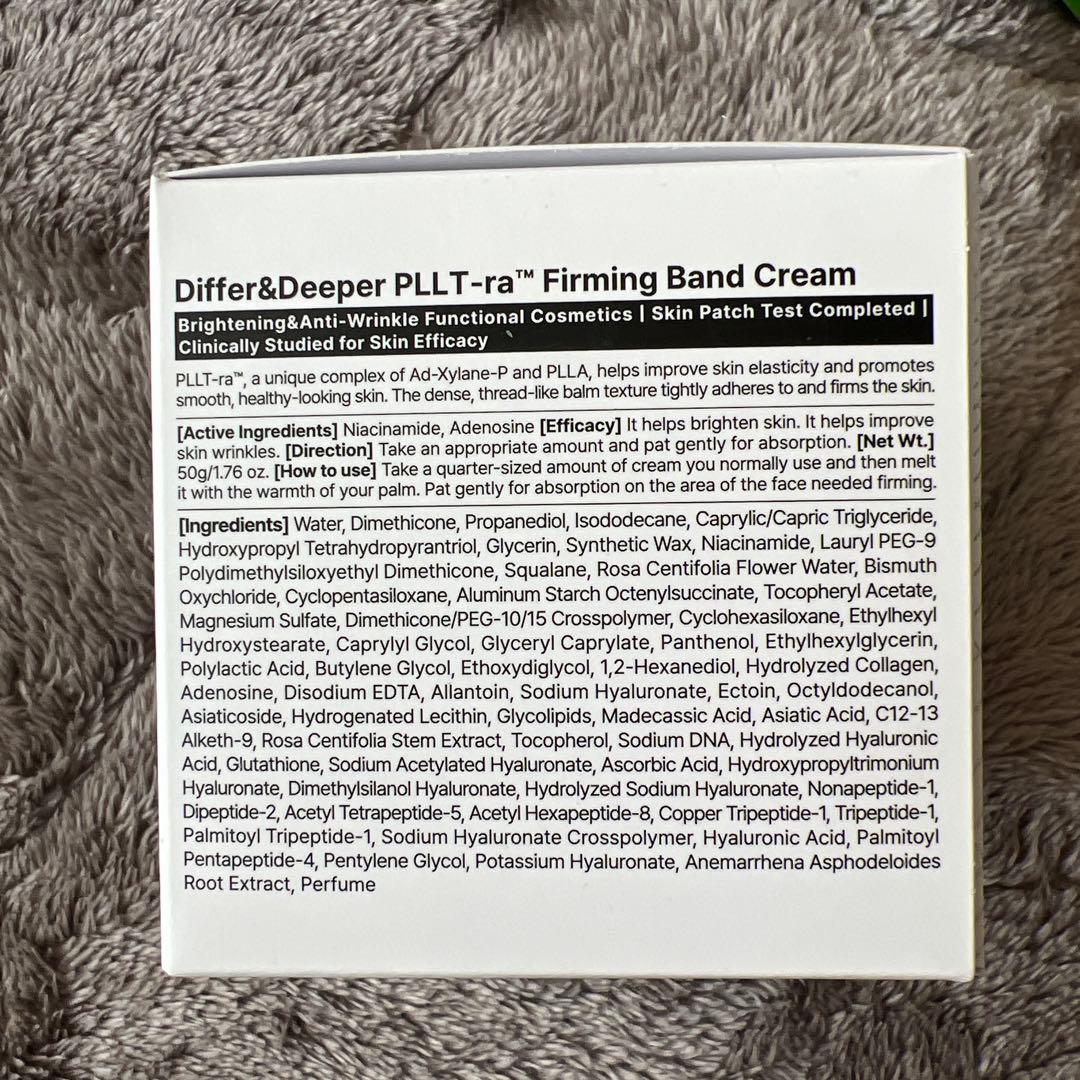 Differ&Deeper PLLT-ra™ Firming Band Cream
Brightening&Anti-Wrinkle Functional Cosmetics | Skin Patch Test Completed |
Clinically Studied for Skin Efficacy
PLLT-ra™, a unique complex of Ad-Xylane-P and PLLA, helps improve skin elasticity and promotes
smooth, healthy-looking skin. The dense, thread-like balm texture tightly adheres to and firms the skin.
[Active Ingredients] Niacinamide, Adenosine [Efficacy] It helps brighten skin. It helps improve
skin wrinkles. [Direction] Take an appropriate amount and pat gently for absorption. [Net Wt.]
50g/1.76 oz. [How to use] Take a quarter-sized amount of cream you normally use and then melt
it with the warmth of your palm. Pat gently for absorption on the area of the face needed firming.
[Ingredients] Water, Dimethicone, Propanediol, Isododecane, Caprylic/Capric Triglyceride,
Hydroxypropyl Tetrahydropyrantriol, Glycerin, Synthetic Wax, Niacinamide, Lauryl PEG-9
Polydimethylsiloxyethyl Dimethicone, Squalane, Rosa Centifolia Flower Water, Bismuth
Oxychloride, Cyclopentasiloxane, Aluminum Starch Octenylsuccinate, Tocopheryl Acetate,
Magnesium Sulfate, Dimethicone/PEG-10/15 Crosspolymer, Cyclohexasiloxane, Ethylhexyl
Hydroxystearate, Caprylyl Glycol, Glyceryl Caprylate, Panthenol, Ethylhexylglycerin,
Polylactic Acid, Butylene Glycol, Ethoxydiglycol, 1,2-Hexanediol, Hydrolyzed Collagen,
Adenosine, Disodium EDTA, Allantoin, Sodium Hyaluronate, Ectoin, Octyldodecanol,
Asiaticoside, Hydrogenated Lecithin, Glycolipids, Madecassic Acid, Asiatic Acid, C12-13
Alketh-9, Rosa Centifolia Stem Extract, Tocopherol, Sodium DNA, Hydrolyzed Hyaluronic
Acid, Glutathione, Sodium Acetylated Hyaluronate, Ascorbic Acid, Hydroxypropyltrimonium
Hyaluronate, Dimethylsilanol Hyaluronate, Hydrolyzed Sodium Hyaluronate, Nonapeptide-1,
Dipeptide-2, Acetyl Tetrapeptide-5, Acetyl Hexapeptide-8, Copper Tripeptide-1, Tripeptide-1,
Palmitoyl Tripeptide-1, Sodium Hyaluronate Crosspolymer, Hyaluronic Acid, Palmitoyl
Pentapeptide-4, Pentylene Glycol, Potassium Hyaluronate, Anemarrhena Asphodeloides
Root Extract, Perfume